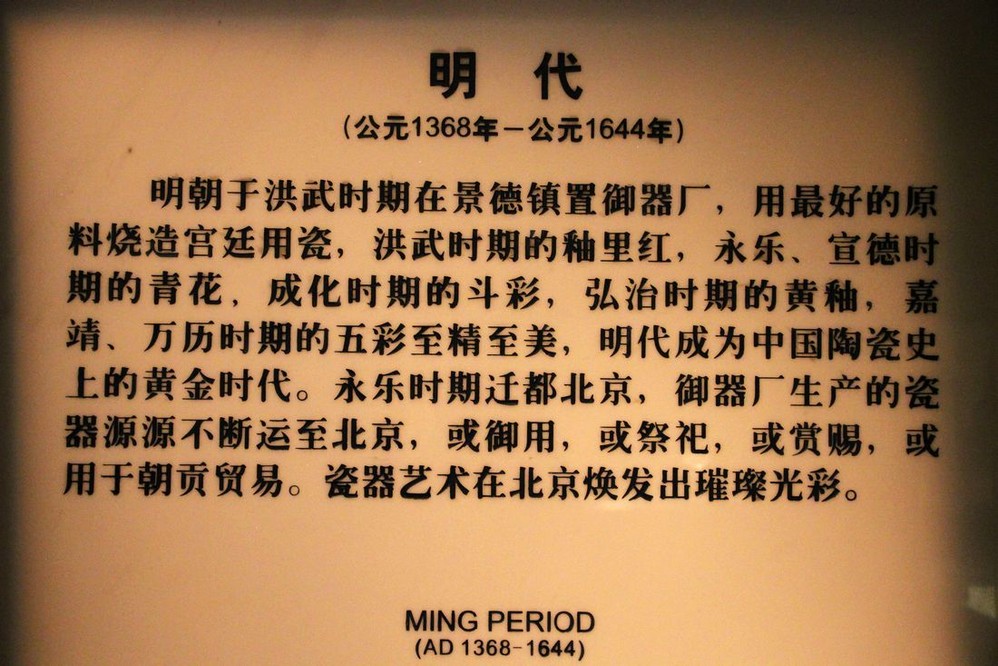 明 代
（公元1368年－公元1644年）
明朝于洪武时期在景德镇置御器厂，用最好的原
料烧造宫廷用瓷，洪武时期的釉里红，永乐、宣德时
期的青花，成化时期的斗彩，弘治时期的黄釉，嘉
靖、万历时期的五彩至精至美，明代成为中国陶瓷史
上的黄金时代。永乐时期迁都北京，御器厂生产的瓷
器源源不断运至北京，或御用，或祭祀，或赏赐，或
用于朝贡贸易。瓷器艺术在北京焕发出璀璨光彩。
MING PERIOD
(AD 1368-1644)